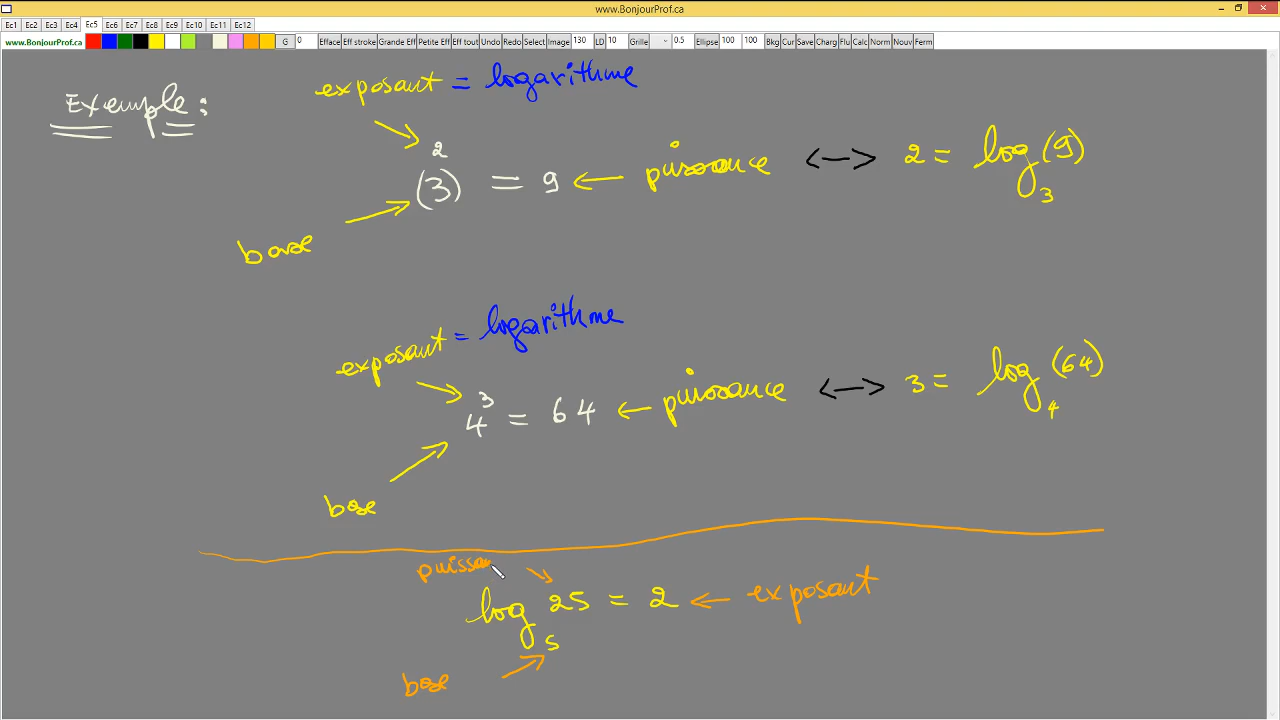 www.BonjourProf.ca
Ec1 Ec2 Ec3 Ec4 Ec5 Ec6 Ec7 Ec8 Ec9 Ec10 Ec11 Ec12
www.BonjourProf.ca G 0 Efface Eff stroke Grande Eff Petite Eff Eff tout Undo Redo Select Image 130 LD 10 Grille 0.5 Ellipse 100 100 Bkg Cur Save Charg Flu Calc Norm Nouv Ferm
Exemple :
exposant = logarithme
(3)² = 9 ← puissance <--> 2 = log₃(9)
base
exposant = logarithme
4³ = 64 ← puissance <--> 3 = log₄(64)
base
puissan
log₅ 25 = 2 ← exposant
base